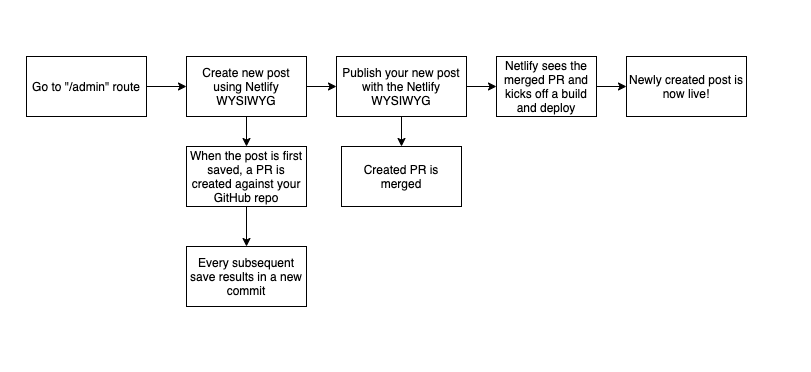 Go to "/admin" route
Create new post
using Netlify
WYSIWYG
Publish your new post
with the Netlify
WYSIWYG
Netlify sees the
merged PR and
kicks off a build
and deploy
Newly created post is
now live!
When the post is first
saved, a PR is
created against your
GitHub repo
Created PR is
merged
Every subsequent
save results in a new
commit